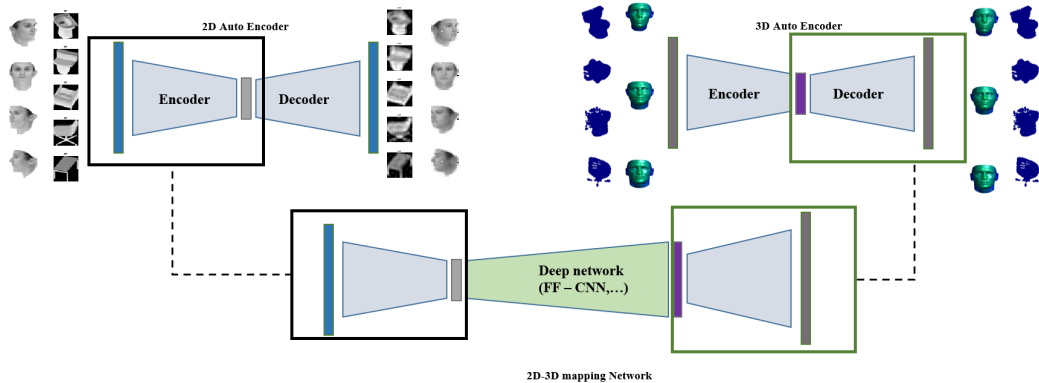 2D Auto Encoder
3D Auto Encoder
Encoder
Decoder
Encoder
Decoder
Deep network
(FF – CNN,…)
2D-3D mapping Network